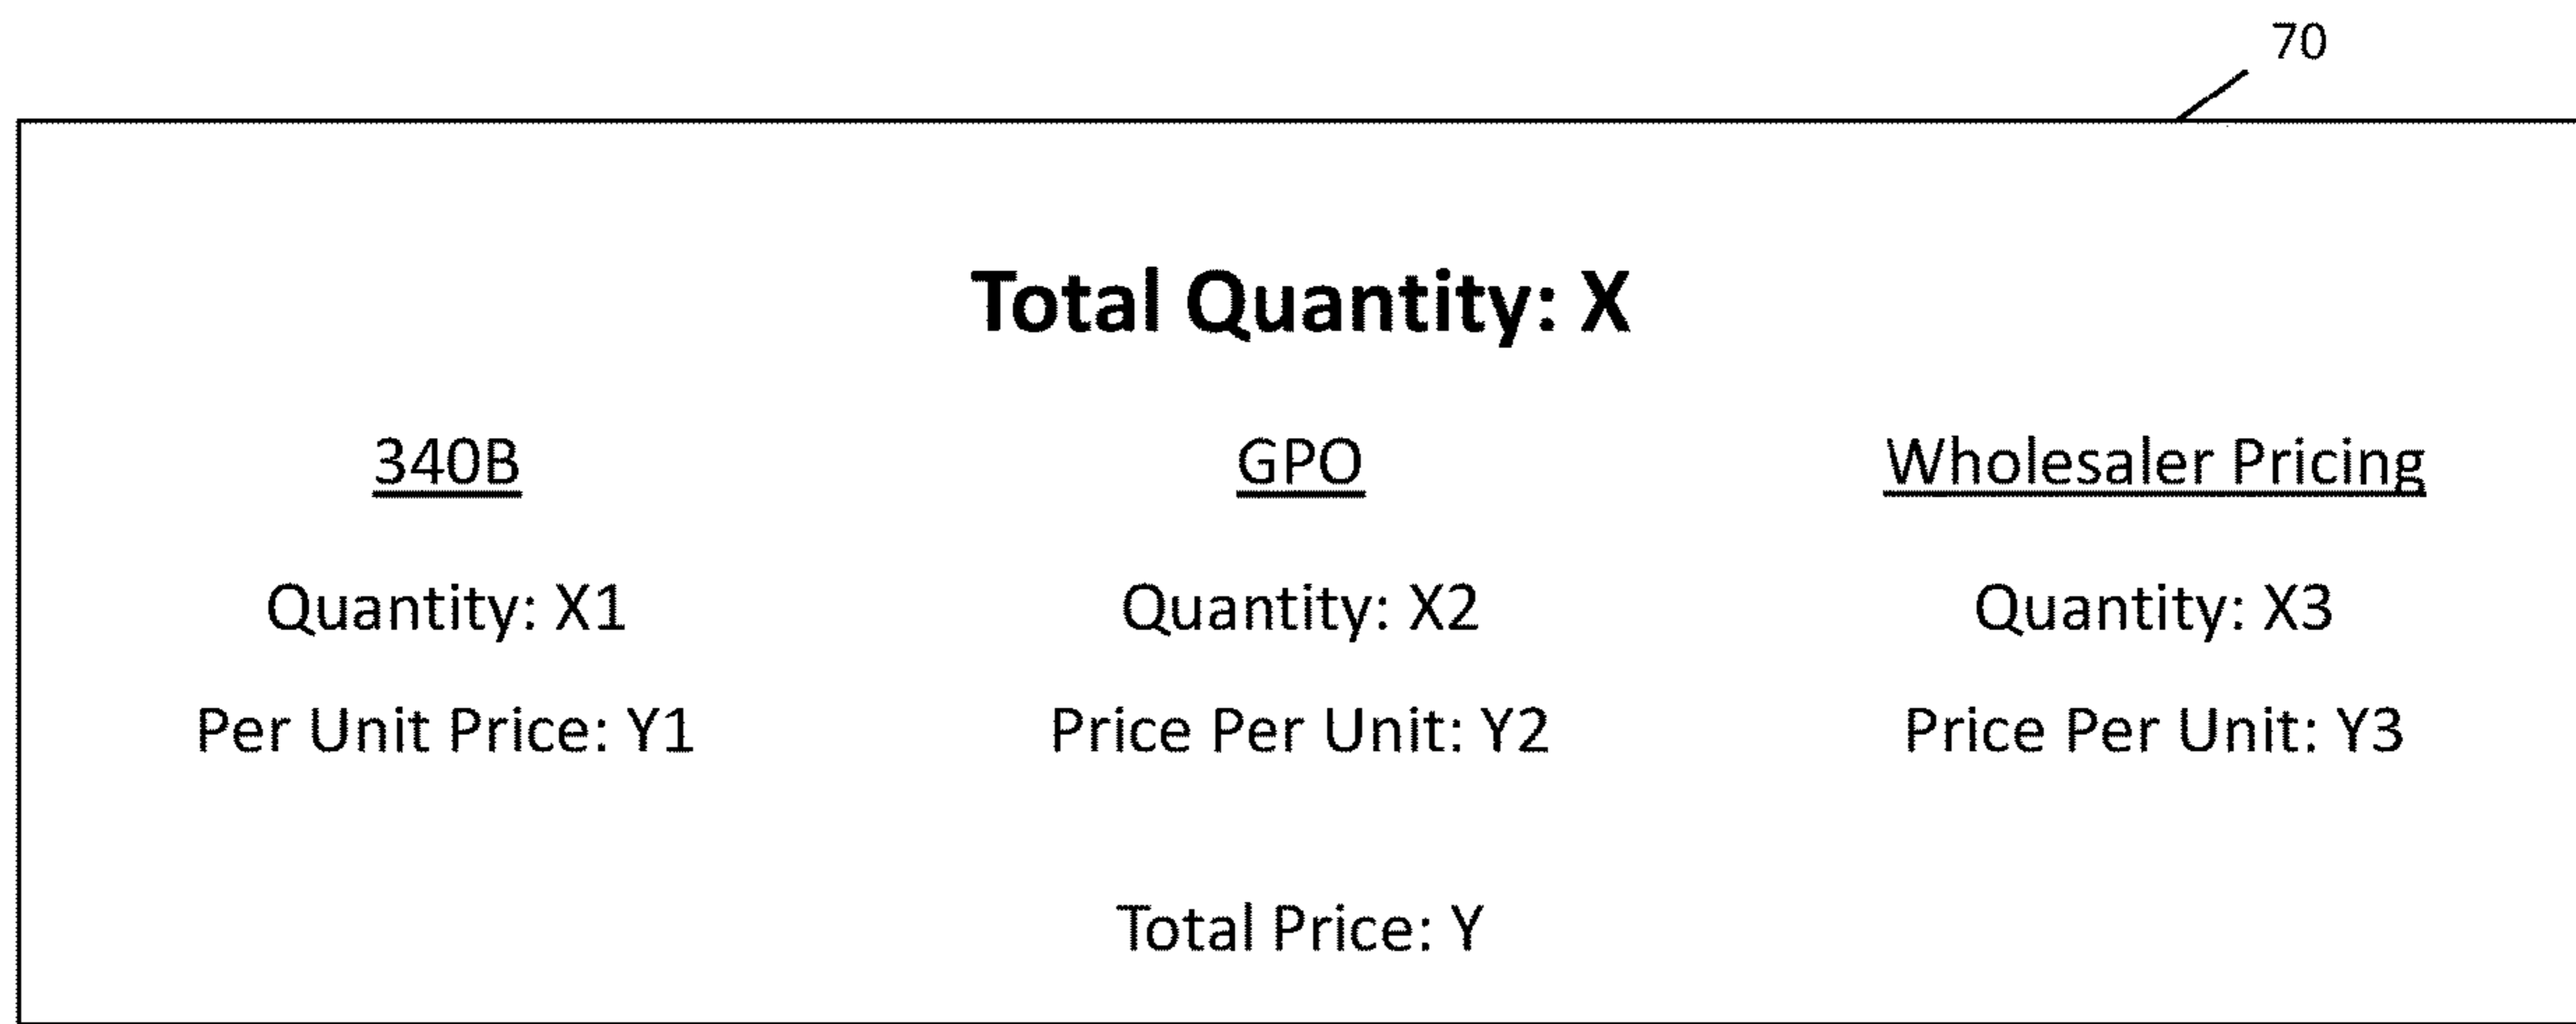 70
Total Quantity: X
340B GPO Wholesaler Pricing
Quantity: X1 Quantity: X2 Quantity: X3
Per Unit Price: Y1 Price Per Unit: Y2 Price Per Unit: Y3
Total Price: Y